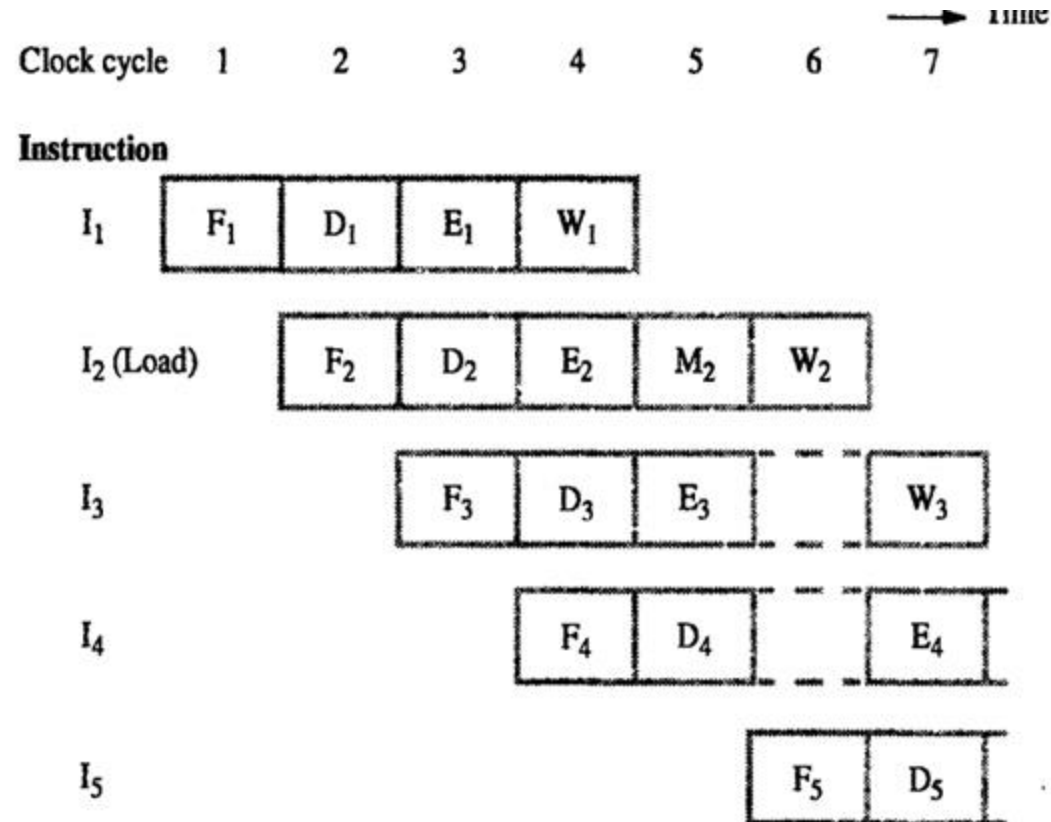 Time
Clock cycle 1 2 3 4 5 6 7
Instruction
I₁ F₁ D₁ E₁ W₁
I₂ (Load) F₂ D₂ E₂ M₂ W₂
I₃ F₃ D₃ E₃ W₃
I₄ F₄ D₄ E₄
I₅ F₅ D₅